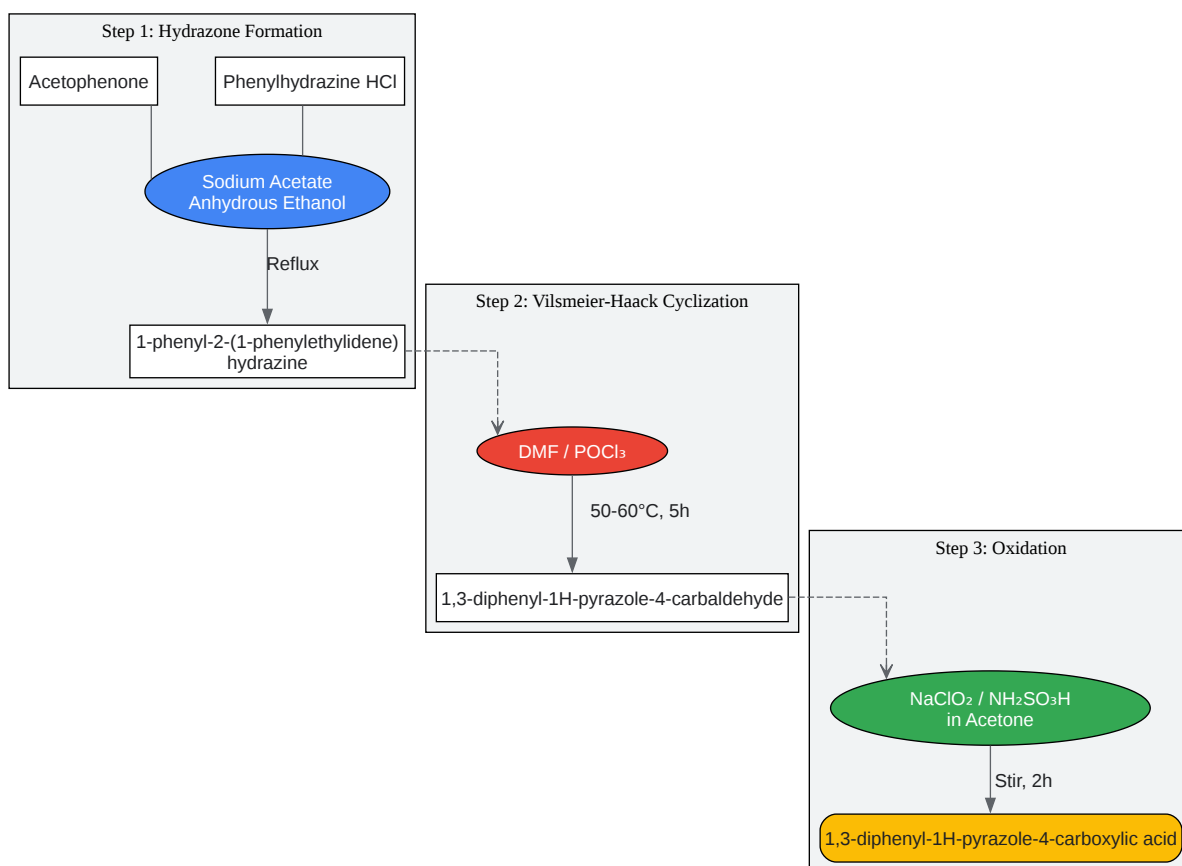 Step 1: Hydrazone Formation
Acetophenone
Phenylhydrazine HCl
Sodium Acetate
Anhydrous Ethanol
Reflux
1-phenyl-2-(1-phenylethylidene)
hydrazine
Step 2: Vilsmeier-Haack Cyclization
DMF / POCl₃
50-60°C, 5h
1,3-diphenyl-1H-pyrazole-4-carbaldehyde
Step 3: Oxidation
NaClO₂ / NH₂SO₃H
in Acetone
Stir, 2h
1,3-diphenyl-1H-pyrazole-4-carboxylic acid